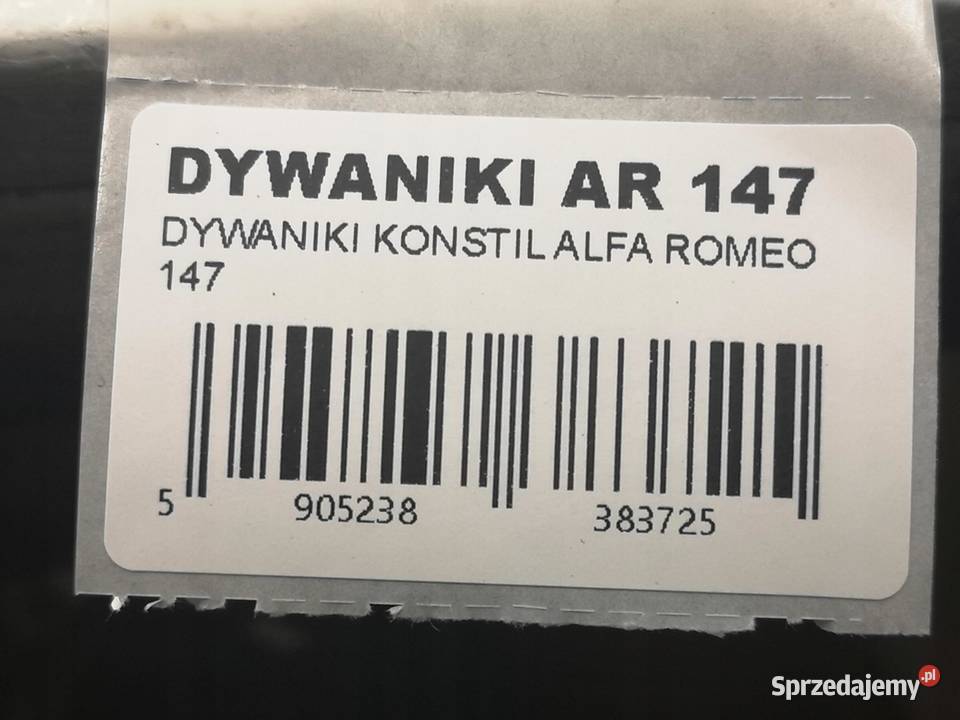 DYWANIKI AR 147
DYWANIKI KONSTIL ALFA ROMEO
147
5 905238 383725
Sprzedajemy.pl